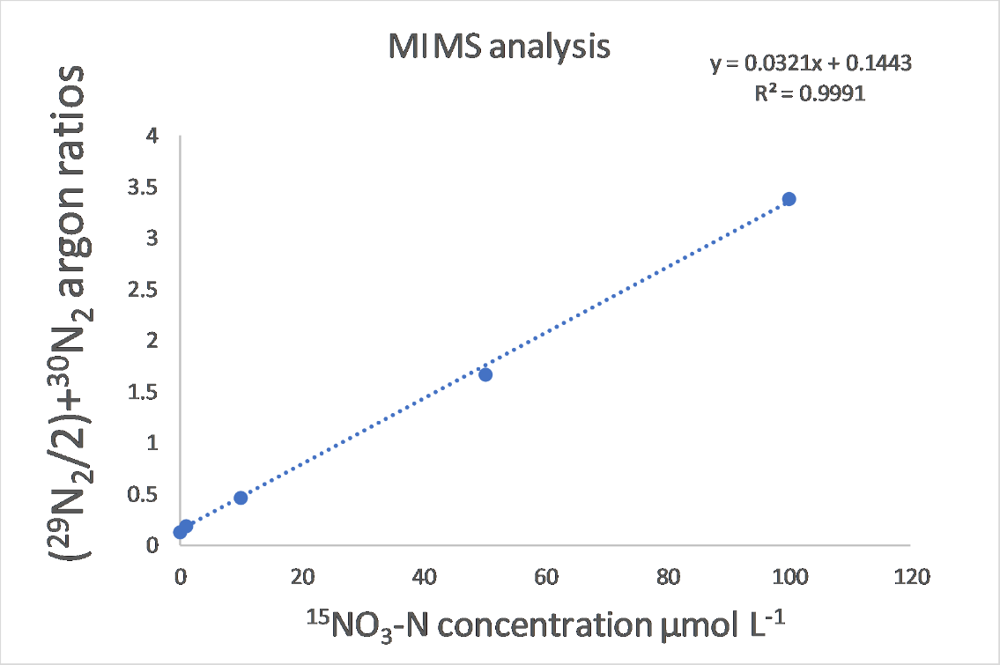 MIMS analysis
y = 0.0321x + 0.1443
R² = 0.9991
(²⁹N₂/2)+³⁰N₂ argon ratios
4
3.5
3
2.5
2
1.5
1
0.5
0
0 20 40 60 80 100 120
¹⁵NO₃-N concentration µmol L⁻¹